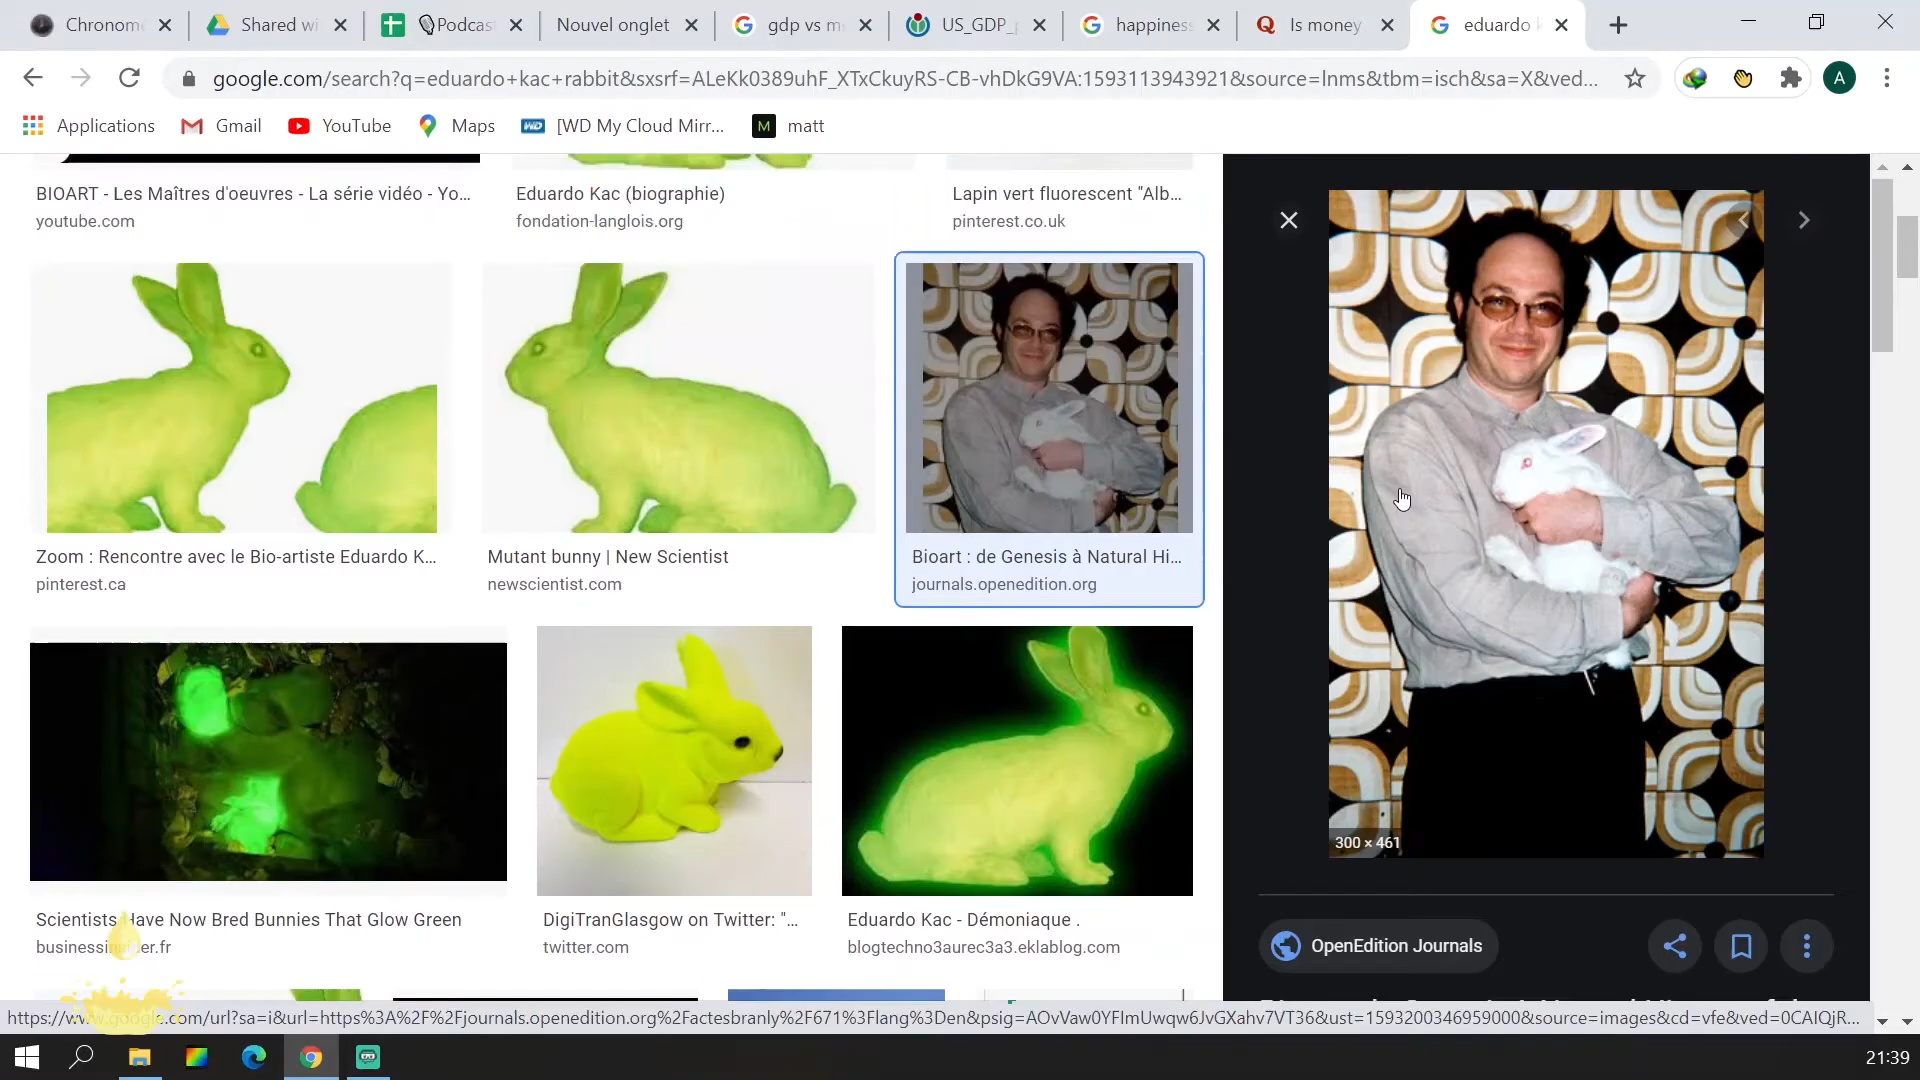 Chronome
Shared wi
Podcas
Nouvel onglet
gdp vs m
US_GDP_p
happines
Is money
eduardo k
google.com/search?q=eduardo+kac+rabbit&sxsrf=ALeKk0389uhF_XTxCkuyRS-CB-vhDkG9VA:1593113943921&source=lnms&tbm=isch&sa=X&ved...
A
Applications
Gmail
YouTube
Maps
WD
[WD My Cloud Mirr...
M
matt
BIOART - Les Maîtres d'oeuvres - La série vidéo - Yo...
youtube.com
Eduardo Kac (biographie)
fondation-langlois.org
Lapin vert fluorescent "Alb...
pinterest.co.uk
Zoom : Rencontre avec le Bio-artiste Eduardo K...
pinterest.ca
Mutant bunny | New Scientist
newscientist.com
Bioart : de Genesis à Natural Hi...
journals.openedition.org
300 × 461
Scientists Have Now Bred Bunnies That Glow Green
businessinsider.fr
DigiTranGlasgow on Twitter: "...
twitter.com
Eduardo Kac - Démoniaque .
blogtechno3aurec3a3.eklablog.com
OpenEdition Journals
https://www.google.com/url?sa=i&url=https%3A%2F%2Fjournals.openedition.org%2Factesbranly%2F671%3Flang%3Den&psig=AOvVaw0YFImUwqw6JvGXahv7VT36&ust=1593200346959000&source=images&cd=vfe&ved=0CAIQjR...
21:39